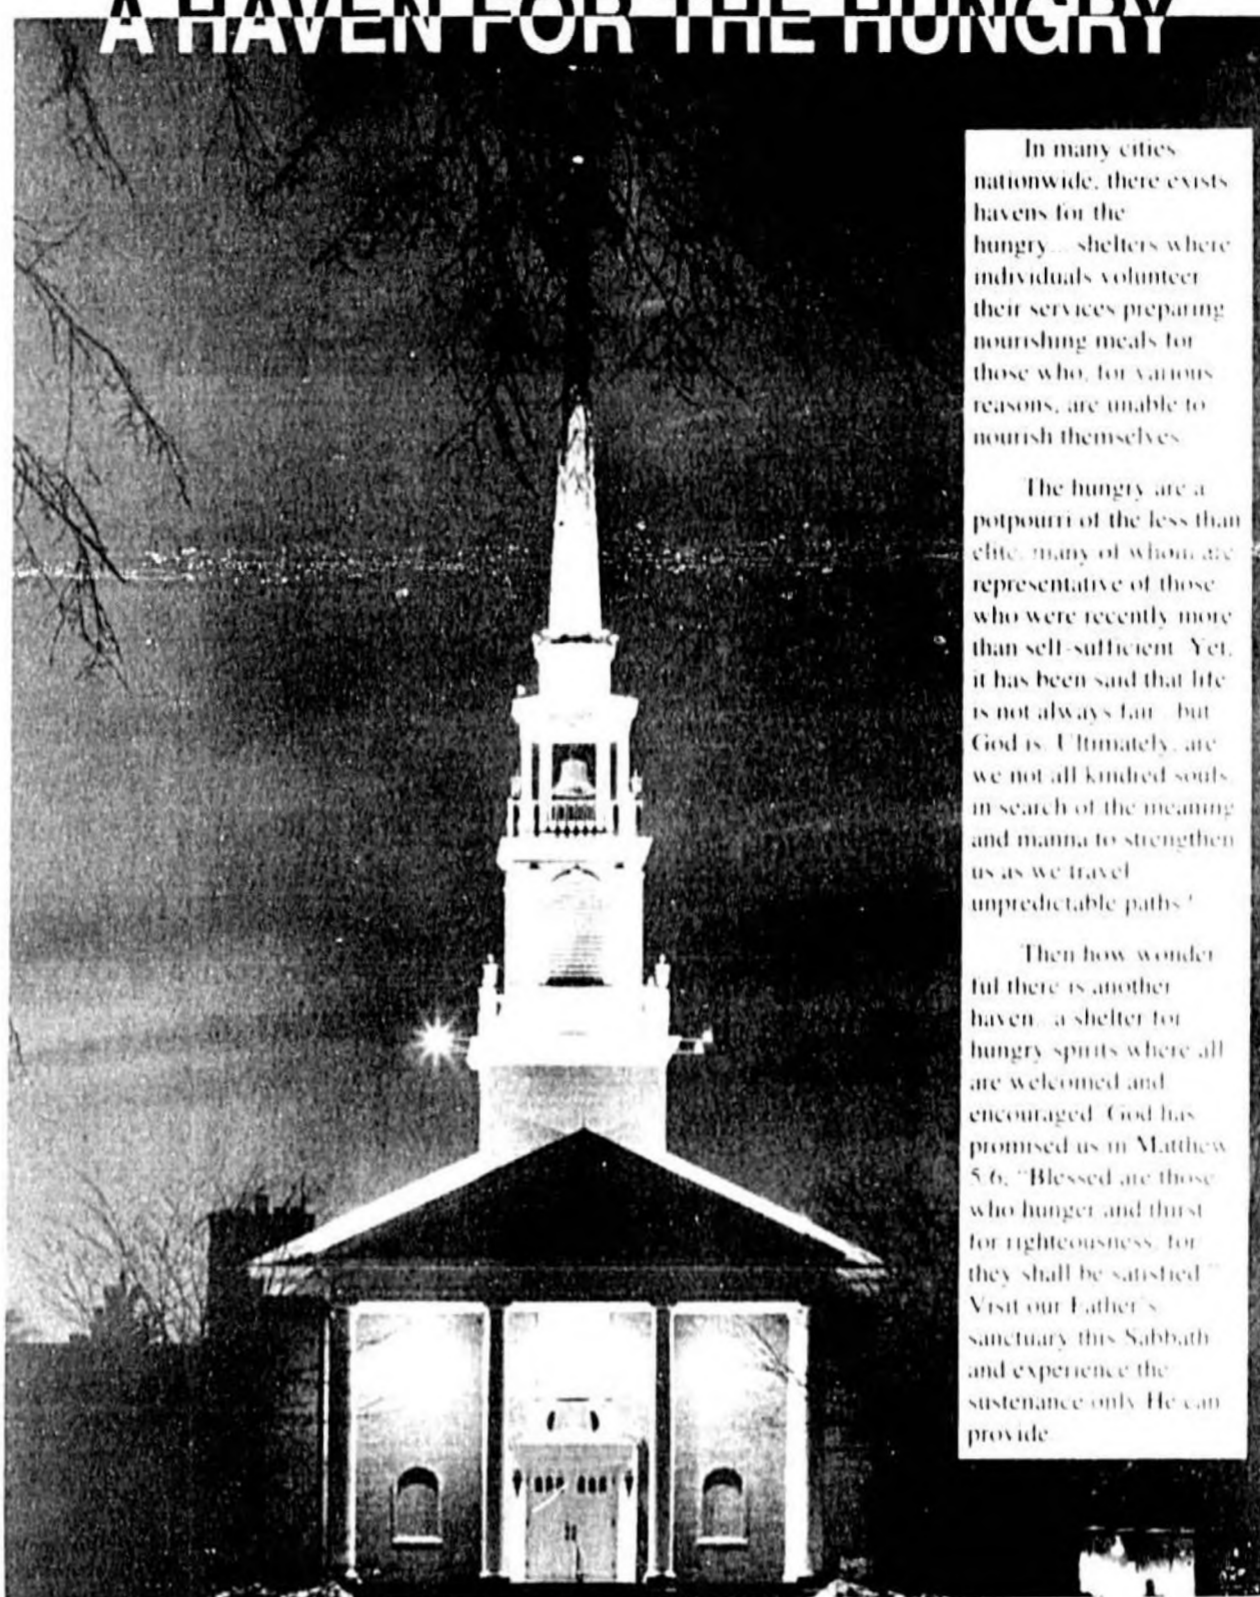 A HAVEN FOR THE HUNGRY
In many cities
nationwide, there exists
havens for the
hungry... shelters where
individuals volunteer
their services preparing
nourishing meals for
those who, for various
reasons, are unable to
nourish themselves.
The hungry are a
potpourri of the less than
elite, many of whom are
representative of those
who were recently more
than self-sufficient. Yet,
it has been said that life
is not always fair...but
God is. Ultimately, are
we not all kindred souls
in search of the meaning
and manna to strengthen
us as we travel
unpredictable paths?
Then how wonder
ful there is another
haven...a shelter for
hungry spirits where all
are welcomed and
encouraged. God has
promised us in Matthew
5:6, "Blessed are those
who hunger and thirst
for righteousness, for
they shall be satisfied."
Visit our Father's
sanctuary this Sabbath
and experience the
sustenance only He can
provide.